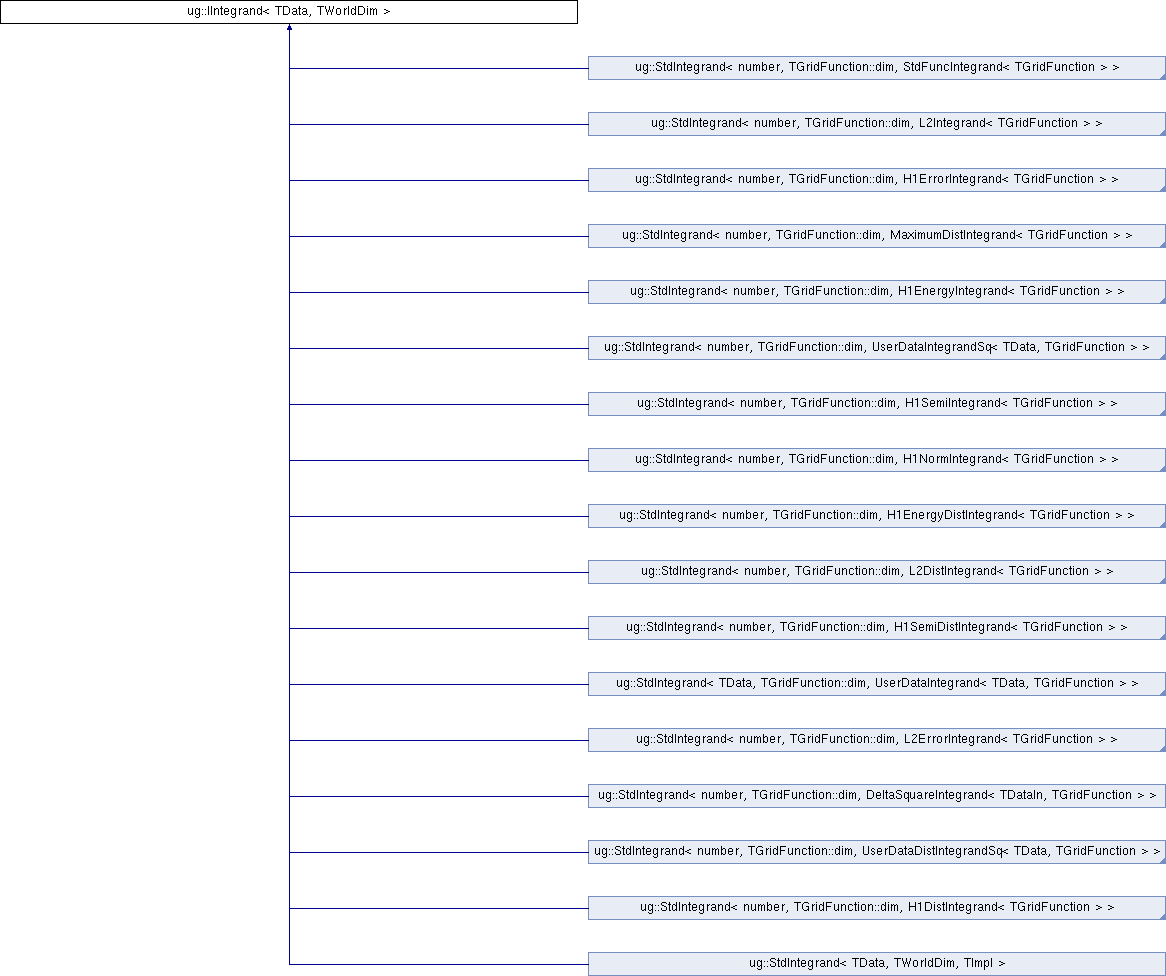 ug::IIntegrand< TData, TWorldDim >
ug::StdIntegrand< number, TGridFunction::dim, StdFuncIntegrand< TGridFunction > >
ug::StdIntegrand< number, TGridFunction::dim, L2Integrand< TGridFunction > >
ug::StdIntegrand< number, TGridFunction::dim, H1ErrorIntegrand< TGridFunction > >
ug::StdIntegrand< number, TGridFunction::dim, MaximumDistIntegrand< TGridFunction > >
ug::StdIntegrand< number, TGridFunction::dim, H1EnergyIntegrand< TGridFunction > >
ug::StdIntegrand< number, TGridFunction::dim, UserDataIntegrandSq< TData, TGridFunction > >
ug::StdIntegrand< number, TGridFunction::dim, H1SemiIntegrand< TGridFunction > >
ug::StdIntegrand< number, TGridFunction::dim, H1NormIntegrand< TGridFunction > >
ug::StdIntegrand< number, TGridFunction::dim, H1EnergyDistIntegrand< TGridFunction > >
ug::StdIntegrand< number, TGridFunction::dim, L2DistIntegrand< TGridFunction > >
ug::StdIntegrand< number, TGridFunction::dim, H1SemiDistIntegrand< TGridFunction > >
ug::StdIntegrand< TData, TGridFunction::dim, UserDataIntegrand< TData, TGridFunction > >
ug::StdIntegrand< number, TGridFunction::dim, L2ErrorIntegrand< TGridFunction > >
ug::StdIntegrand< number, TGridFunction::dim, DeltaSquareIntegrand< TDataIn, TGridFunction > >
ug::StdIntegrand< number, TGridFunction::dim, UserDataDistIntegrandSq< TData, TGridFunction > >
ug::StdIntegrand< number, TGridFunction::dim, H1DistIntegrand< TGridFunction > >
ug::StdIntegrand< TData, TWorldDim, TImpl >